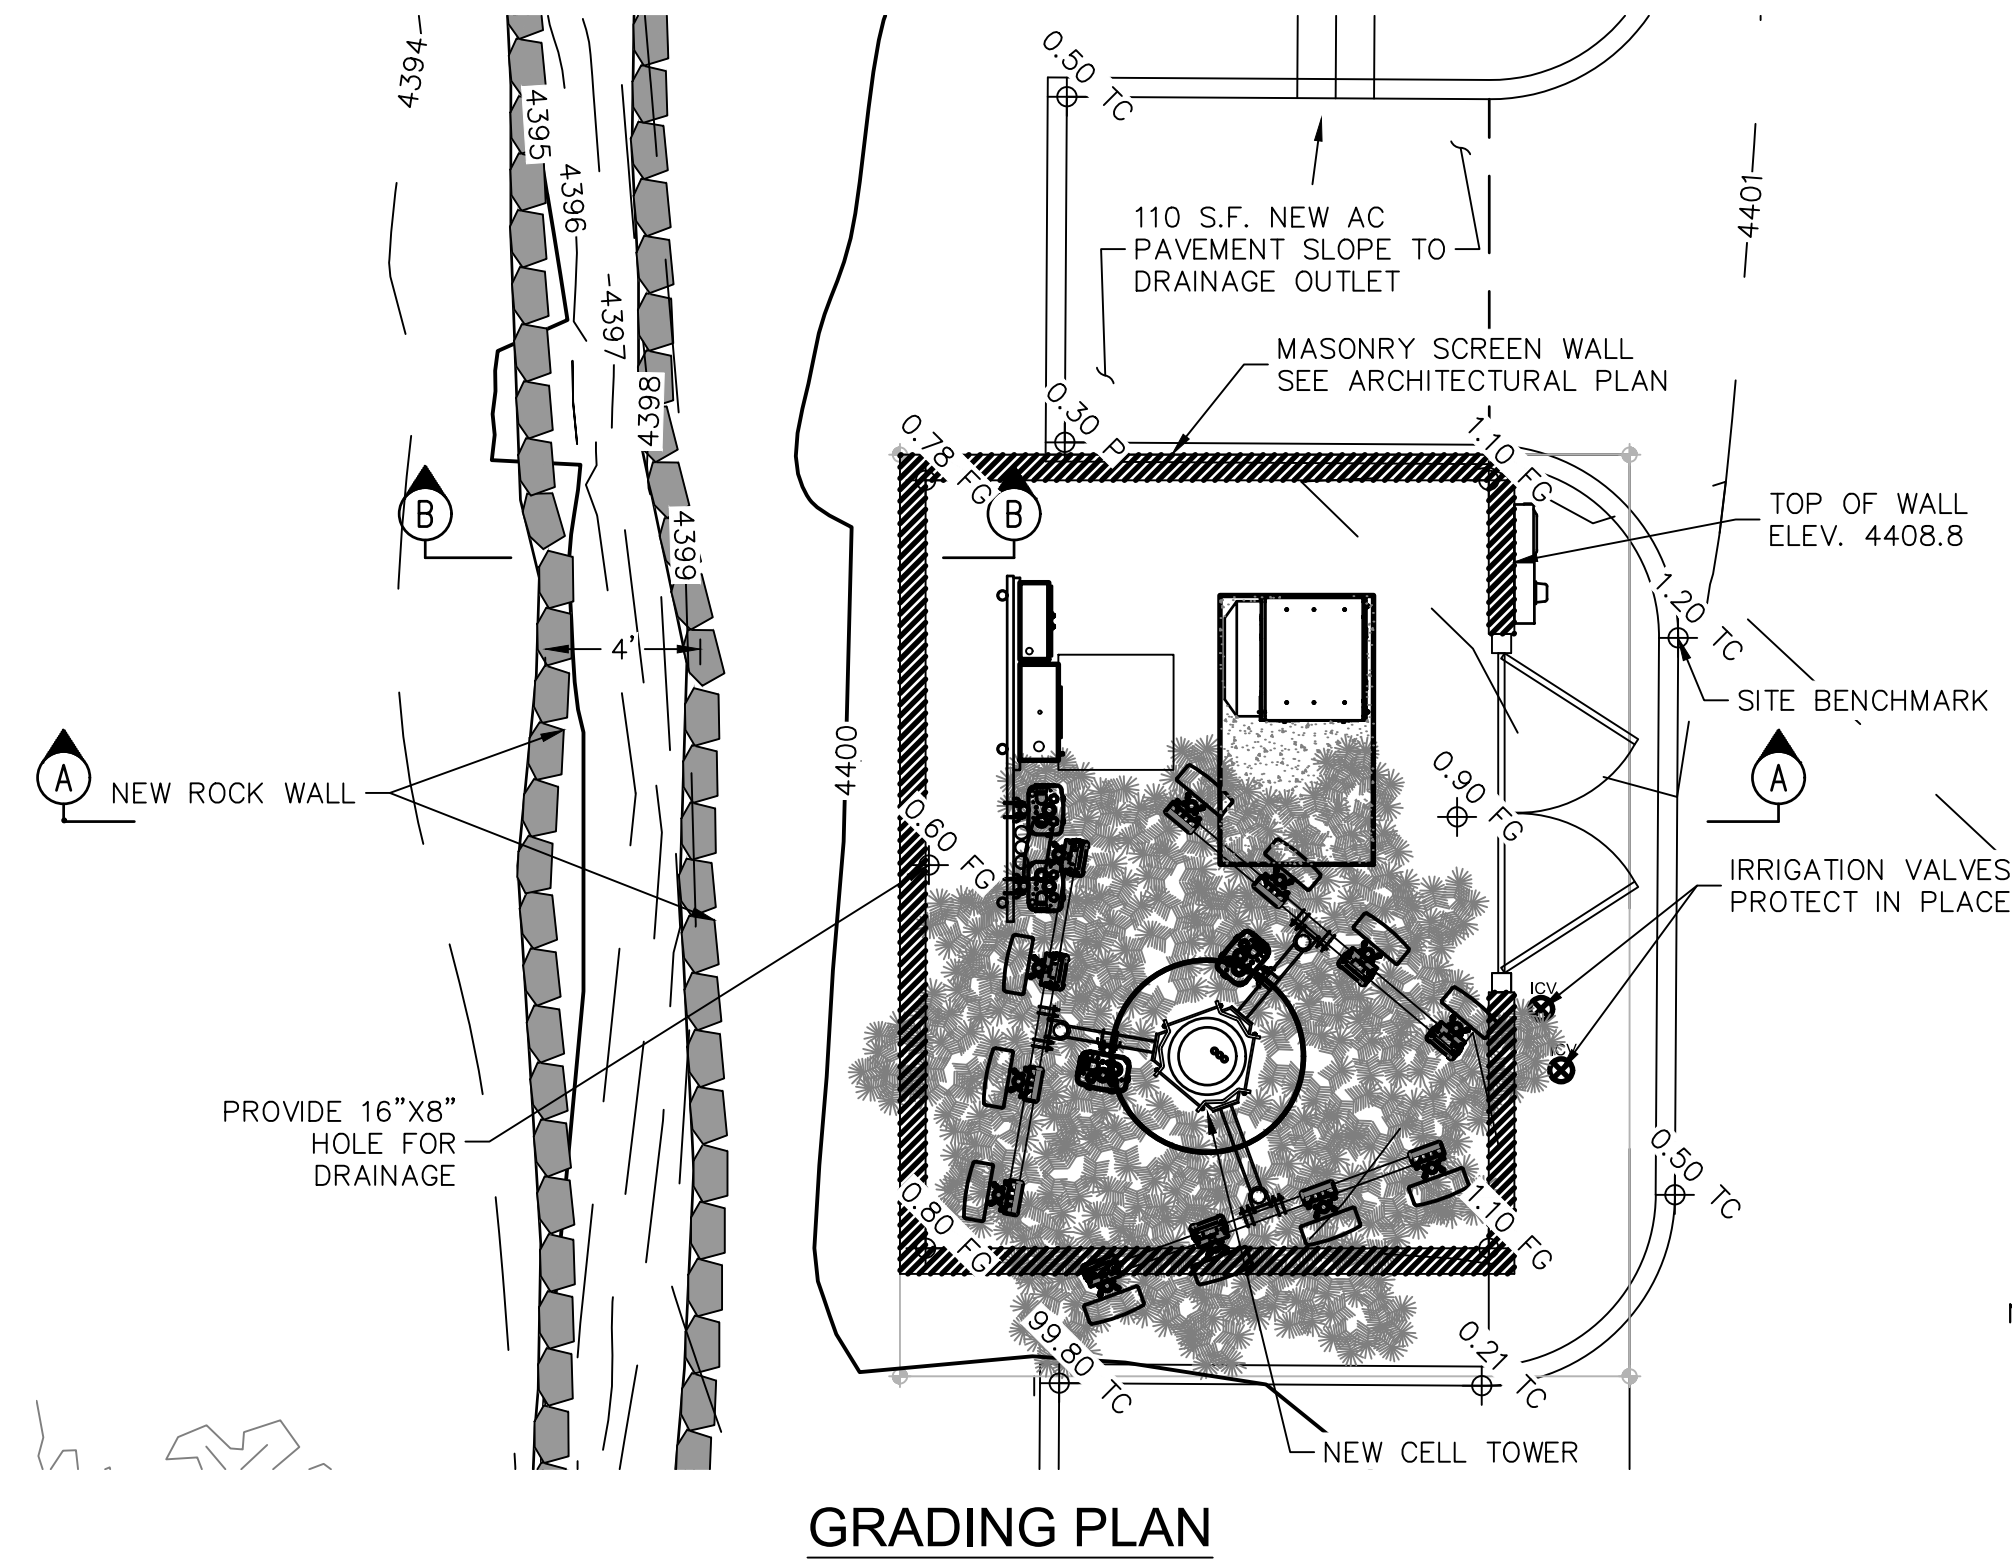 4394
0.50 TC
4395
4396
4401
110 S.F. NEW AC
PAVEMENT SLOPE TO
DRAINAGE OUTLET
-4397
MASONRY SCREEN WALL
SEE ARCHITECTURAL PLAN
4398
0.30 P
0.78 FG
1.10 FG
B
B
TOP OF WALL
ELEV. 4408.8
4399
1.20 TC
4'
SITE BENCHMARK
4400
A
NEW ROCK WALL
A
0.90 FG
0.60 FG
IRRIGATION VALVES
PROTECT IN PLACE
ICV
ICV
PROVIDE 16"X8"
HOLE FOR
DRAINAGE
0.50 TC
0.80 FG
1.10 FG
99.80 TC
0.21 TC
NEW CELL TOWER
GRADING PLAN